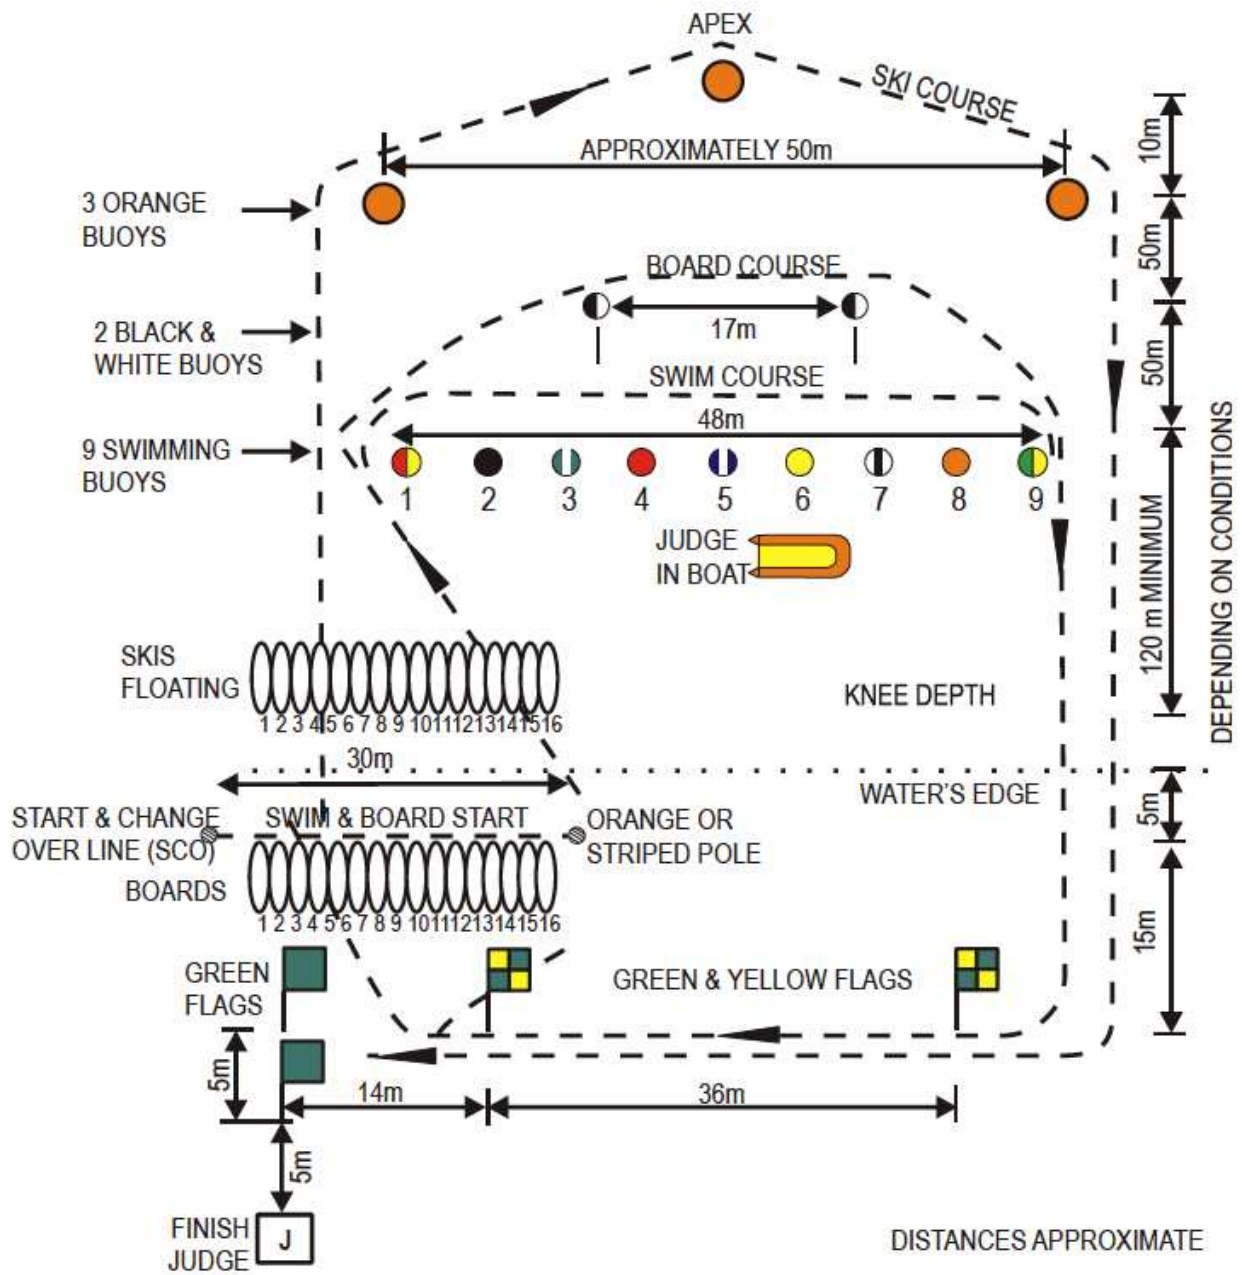 APEX
SKI COURSE
10m
APPROXIMATELY 50m
3 ORANGE
BUOYS
50m
BOARD COURSE
17m
2 BLACK &
WHITE BUOYS
50m
SWIM COURSE
48m
9 SWIMMING
BUOYS
1 2 3 4 5 6 7 8 9
JUDGE
IN BOAT
120 m MINIMUM
DEPENDING ON CONDITIONS
SKIS
FLOATING
KNEE DEPTH
1 2 3 4 5 6 7 8 9 10 11 12 13 14 15 16
30m
WATER'S EDGE
5m
START & CHANGE
OVER LINE (SCO)
SWIM & BOARD START
ORANGE OR
STRIPED POLE
BOARDS
1 2 3 4 5 6 7 8 9 10 11 12 13 14 15 16
15m
GREEN
FLAGS
GREEN & YELLOW FLAGS
5m
14m
36m
5m
FINISH
JUDGE
J
DISTANCES APPROXIMATE